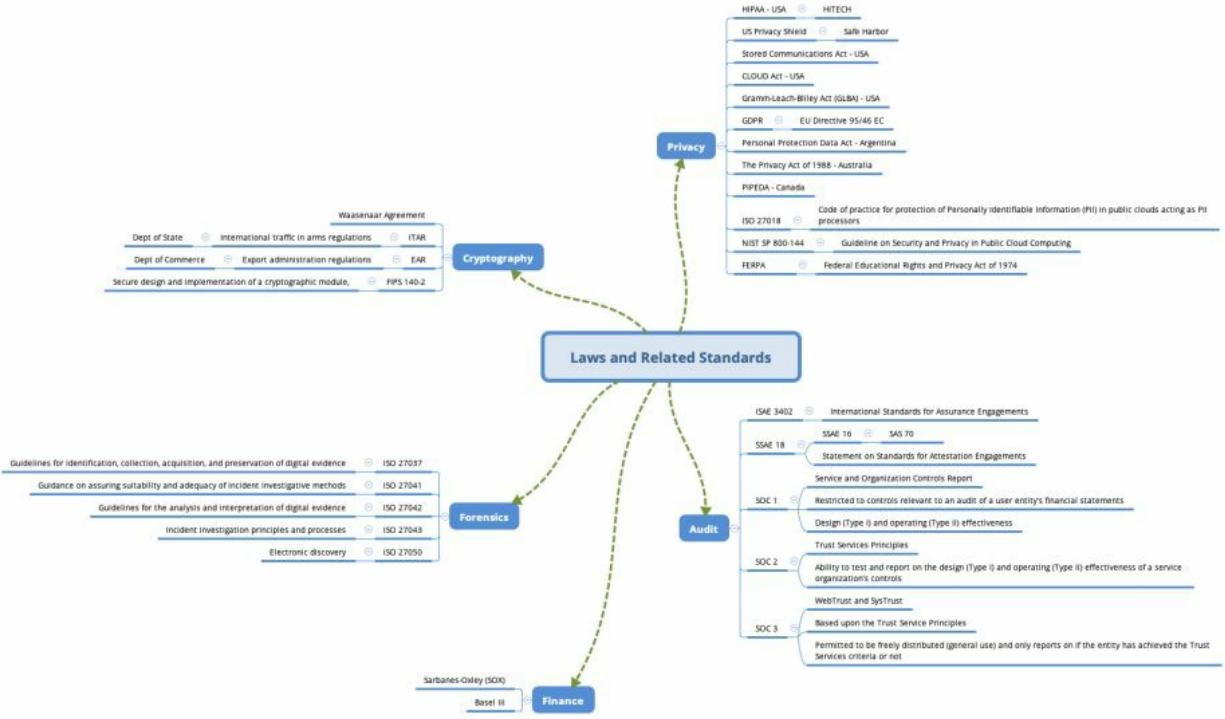 HIPAA - USA HITECH
US Privacy Shield Safe Harbor
Stored Communications Act - USA
CLOUD Act - USA
Gramm-Leach-Bliley Act (GLBA) - USA
GDPR EU Directive 95/46 EC
Privacy
Personal Protection Data Act - Argentina
The Privacy Act of 1988 - Australia
PIPEDA - Canada
ISO 27018 Code of practice for protection of Personally Identifiable Information (PII) in public clouds acting as PII
processors
NIST SP 800-144 Guideline on Security and Privacy in Public Cloud Computing
FERPA Federal Educational Rights and Privacy Act of 1974
Waasenaar Agreement
Dept of State International traffic in arms regulations ITAR
Dept of Commerce Export administration regulations EAR
Cryptography
Secure design and implementation of a cryptographic module, FIPS 140-2
Laws and Related Standards
Guidelines for identification, collection, acquisition, and preservation of digital evidence ISO 27037
Guidance on assuring suitability and adequacy of incident investigative methods ISO 27041
Guidelines for the analysis and interpretation of digital evidence ISO 27042
Forensics
Incident investigation principles and processes ISO 27043
Electronic discovery ISO 27050
ISAE 3402 International Standards for Assurance Engagements
SSAE 18 SSAE 16 SAS 70
Statement on Standards for Attestation Engagements
SOC 1 Service and Organization Controls Report
Restricted to controls relevant to an audit of a user entity's financial statements
Design (Type I) and operating (Type II) effectiveness
Audit
SOC 2 Trust Services Principles
Ability to test and report on the design (Type I) and operating (Type II) effectiveness of a service
organization's controls
SOC 3 WebTrust and SysTrust
Based upon the Trust Service Principles
Permitted to be freely distributed (general use) and only reports on if the entity has achieved the Trust
Services criteria or not
Sarbanes-Oxley (SOX)
Basel III
Finance